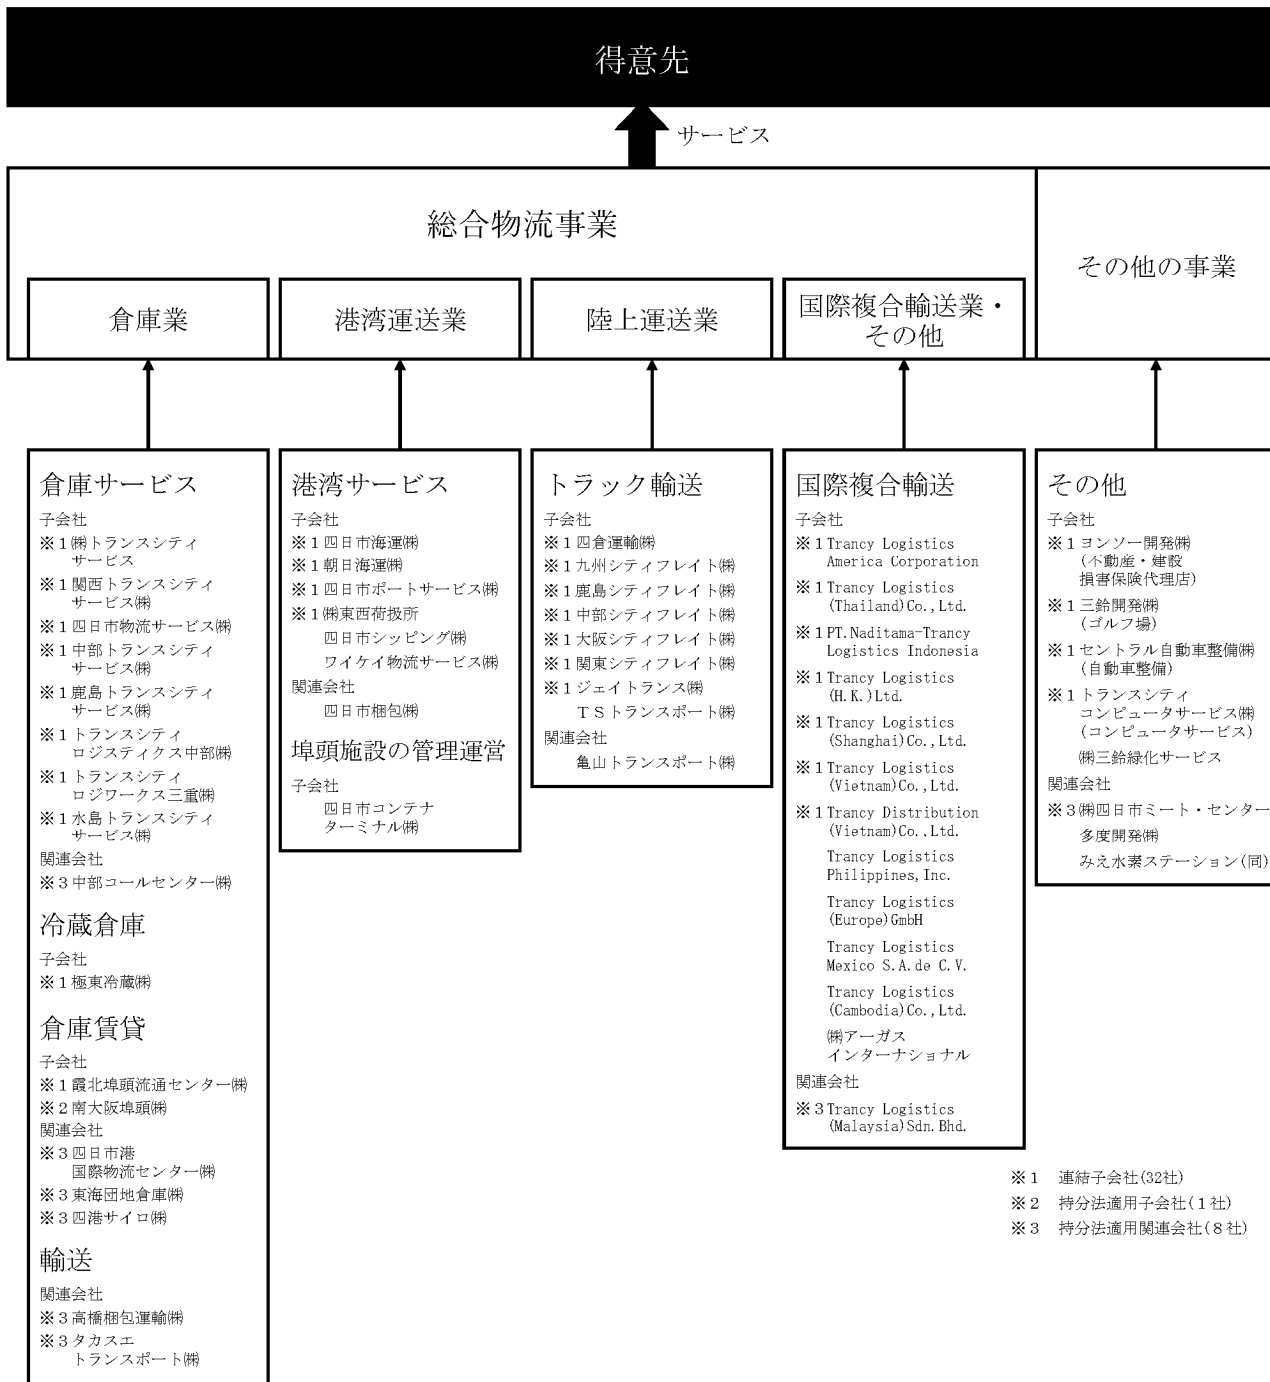 得意先
サービス
総合物流事業
その他の事業
倉庫業
港湾運送業
陸上運送業
国際複合輸送業・
その他
倉庫サービス
子会社
※1㈱トランスシティ
サービス
※1関西トランスシティ
サービス㈱
※1四日市物流サービス㈱
※1中部トランスシティ
サービス㈱
※1鹿島トランスシティ
サービス㈱
※1トランスシティ
ロジスティクス中部㈱
※1トランスシティ
ロジワークス三重㈱
※1水島トランスシティ
サービス㈱
関連会社
※3中部コールセンター㈱
冷蔵倉庫
子会社
※1極東冷蔵㈱
倉庫賃貸
子会社
※1霞北埠頭流通センター㈱
※2南大阪埠頭㈱
関連会社
※3四日市港
国際物流センター㈱
※3東海団地倉庫㈱
※3四港サイロ㈱
輸送
関連会社
※3高橋梱包運輸㈱
※3タカスエ
トランスポート㈱
港湾サービス
子会社
※1四日市海運㈱
※1朝日海運㈱
※1四日市ポートサービス㈱
※1㈱東西荷扱所
四日市シッピング㈱
ワイケイ物流サービス㈱
関連会社
四日市梱包㈱
埠頭施設の管理運営
子会社
四日市コンテナ
ターミナル㈱
トラック輸送
子会社
※1四倉運輸㈱
※1九州シティフレイト㈱
※1鹿島シティフレイト㈱
※1中部シティフレイト㈱
※1大阪シティフレイト㈱
※1関東シティフレイト㈱
※1ジェイトランス㈱
ＴＳトランスポート㈱
関連会社
亀山トランスポート㈱
国際複合輸送
子会社
※1Trancy Logistics
America Corporation
※1Trancy Logistics
(Thailand)Co.,Ltd.
※1PT.Naditama-Trancy
Logistics Indonesia
※1Trancy Logistics
(H.K.)Ltd.
※1Trancy Logistics
(Shanghai)Co.,Ltd.
※1Trancy Logistics
(Vietnam)Co.,Ltd.
※1Trancy Distribution
(Vietnam)Co.,Ltd.
Trancy Logistics
Philippines,Inc.
Trancy Logistics
(Europe)GmbH
Trancy Logistics
Mexico S.A.de C.V.
Trancy Logistics
(Cambodia)Co.,Ltd.
㈱アーガス
インターナショナル
関連会社
※3Trancy Logistics
(Malaysia)Sdn.Bhd.
その他
子会社
※1ヨンソー開発㈱
(不動産・建設
損害保険代理店)
※1三鈴開発㈱
(ゴルフ場)
※1セントラル自動車整備㈱
(自動車整備)
※1トランスシティ
コンピュータサービス㈱
(コンピュータサービス)
㈱三鈴緑化サービス
関連会社
※3㈱四日市ミート・センター
多度開発㈱
みえ水素ステーション(同)
※1 連結子会社(32社)
※2 持分法適用子会社(1社)
※3 持分法適用関連会社(8社)